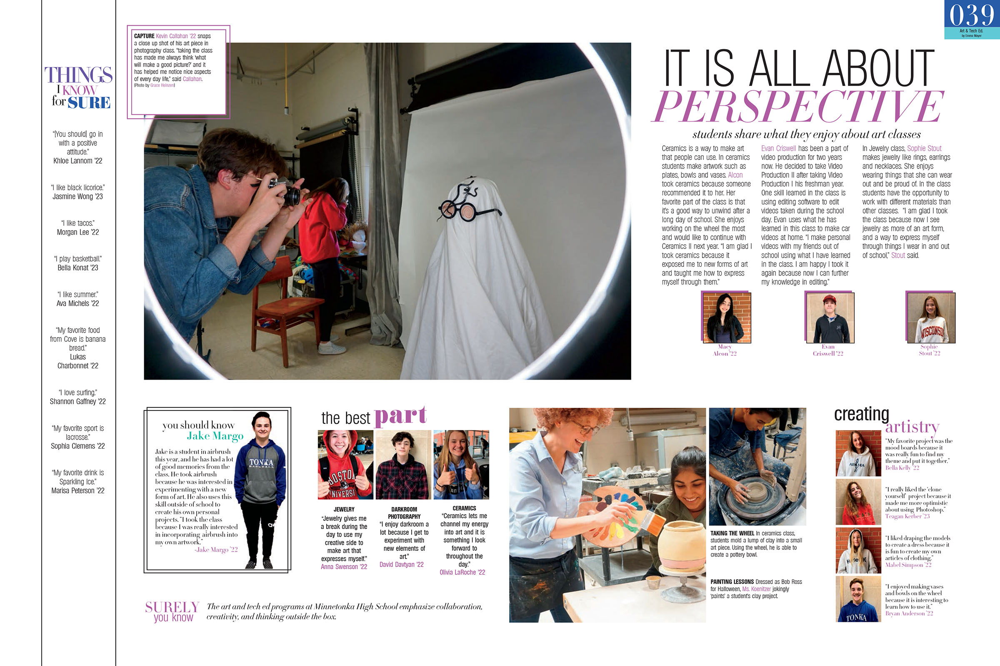 THINGS
I KNOW
for SURE
“[You should] go in
with a positive
attitude.”
Khloe Lannom ’22
“I like black licorice.”
Jasmine Wong ’23
“I like tacos.”
Morgan Lee ’22
“I play basketball.”
Bella Konat ’23
“I like summer.”
Ava Michels ’22
“My favorite food
from Cove is banana
bread.”
Lukas
Charbonnet ’22
“I love surfing.”
Shannon Gaffney ’22
“My favorite sport is
lacrosse.”
Sophia Clemens ’22
“My favorite drink is
Sparkling Ice.”
Marisa Peterson ’22
CAPTURE Kevin Callahan ’22 snaps
a close up shot of his art piece in
photography class. “taking the class
has made me always think ‘what
will make a good picture?’ and it
has helped me notice nice aspects
of every day life,” said Callahan.
(Photo by Grace Heinzen)
039
Art & Tech Ed.
by Emma Mayer
IT IS ALL ABOUT
PERSPECTIVE
students share what they enjoy about art classes
Ceramics is a way to make art
that people can use. In ceramics
students make artwork such as
plates, bowls and vases. Alcon
took ceramics because someone
recommended it to her. Her
favorite part of the class is that
it’s a good way to unwind after a
long day of school. She enjoys
working on the wheel the most
and would like to continue with
Ceramics II next year. “I am glad I
took ceramics because it
exposed me to new forms of art
and taught me how to express
myself through them.”
Evan Criswell has been a part of
video production for two years
now. He decided to take Video
Production II after taking Video
Production I his freshman year.
One skill learned in the class is
using editing software to edit
videos taken during the school
day. Evan uses what he has
learned in this class to make car
videos at home. “I make personal
videos with my friends out of
school using what I have learned
in the class. I am happy I took it
again because now I can further
my knowledge in editing.”
In Jewelry class, Sophie Stout
makes jewelry like rings, earrings
and necklaces. She enjoys
wearing things that she can wear
out and be proud of. In the class
students have the opportunity to
work with different materials than
other classes.  “I am glad I took
the class because now I see
jewelry as more of an art form,
and a way to express myself
through things I wear in and out
of school,” Stout said.
WISCONSI
Macy
Alcon ’22
Evan
Criswell ’22
Sophie
Stout ’22
you should know
Jake Margo
Jake is a student in airbrush
this year, and he has had a lot
of good memories from the
class. He took airbrush
because he was interested in
experimenting with a new
form of art. He also uses this
skill outside of school to
create his own personal
projects. “I took the class
because I was really interested
in incorporating airbrush into
my own artwork.”
-Jake Margo ’22
TONKA
BASEBALL
the best part
BOSTON
UNIVERSI
JEWELRY
“Jewelry gives me
a break during the
day to use my
creative side to
make art that
expresses myself.”
Anna Swenson ’22
DARKROOM
PHOTOGRAPHY
“I enjoy darkroom a
lot because I get to
experiment with
new elements of
art.”
David Davtyan ’22
CERAMICS
“Ceramics lets me
channel my energy
into art and it is
something I look
forward to
throughout the
day.”
Olivia LaRoche ’22
TAKING THE WHEEL In ceramics class,
students mold a lump of clay into a small
art piece. Using the wheel, he is able to
create a pottery bowl.
PAINTING LESSONS Dressed as Bob Ross
for Halloween, Ms. Koenitzer jokingly
‘paints’ a student’s clay project.
creating
artistry
“My favorite project was the
mood boards because it
was really fun to find my
theme and put it together.”
Bella Kelly ’22
“I really liked the ‘clone
yourself’ project because it
made me more optimistic
about using Photoshop.”
Teagan Kerber ’23
“I liked draping the models
to create a dress because it
is fun to create my own
articles of clothing.”
Mabel Simpson ’22
“I enjoyed making vases
and bowls on the wheel
because it is interesting to
learn how to use it.”
Bryan Anderson ’22
TONKA
SURELY
you know
The art and tech ed programs at Minnetonka High School emphasize collaboration,
creativity, and thinking outside the box.